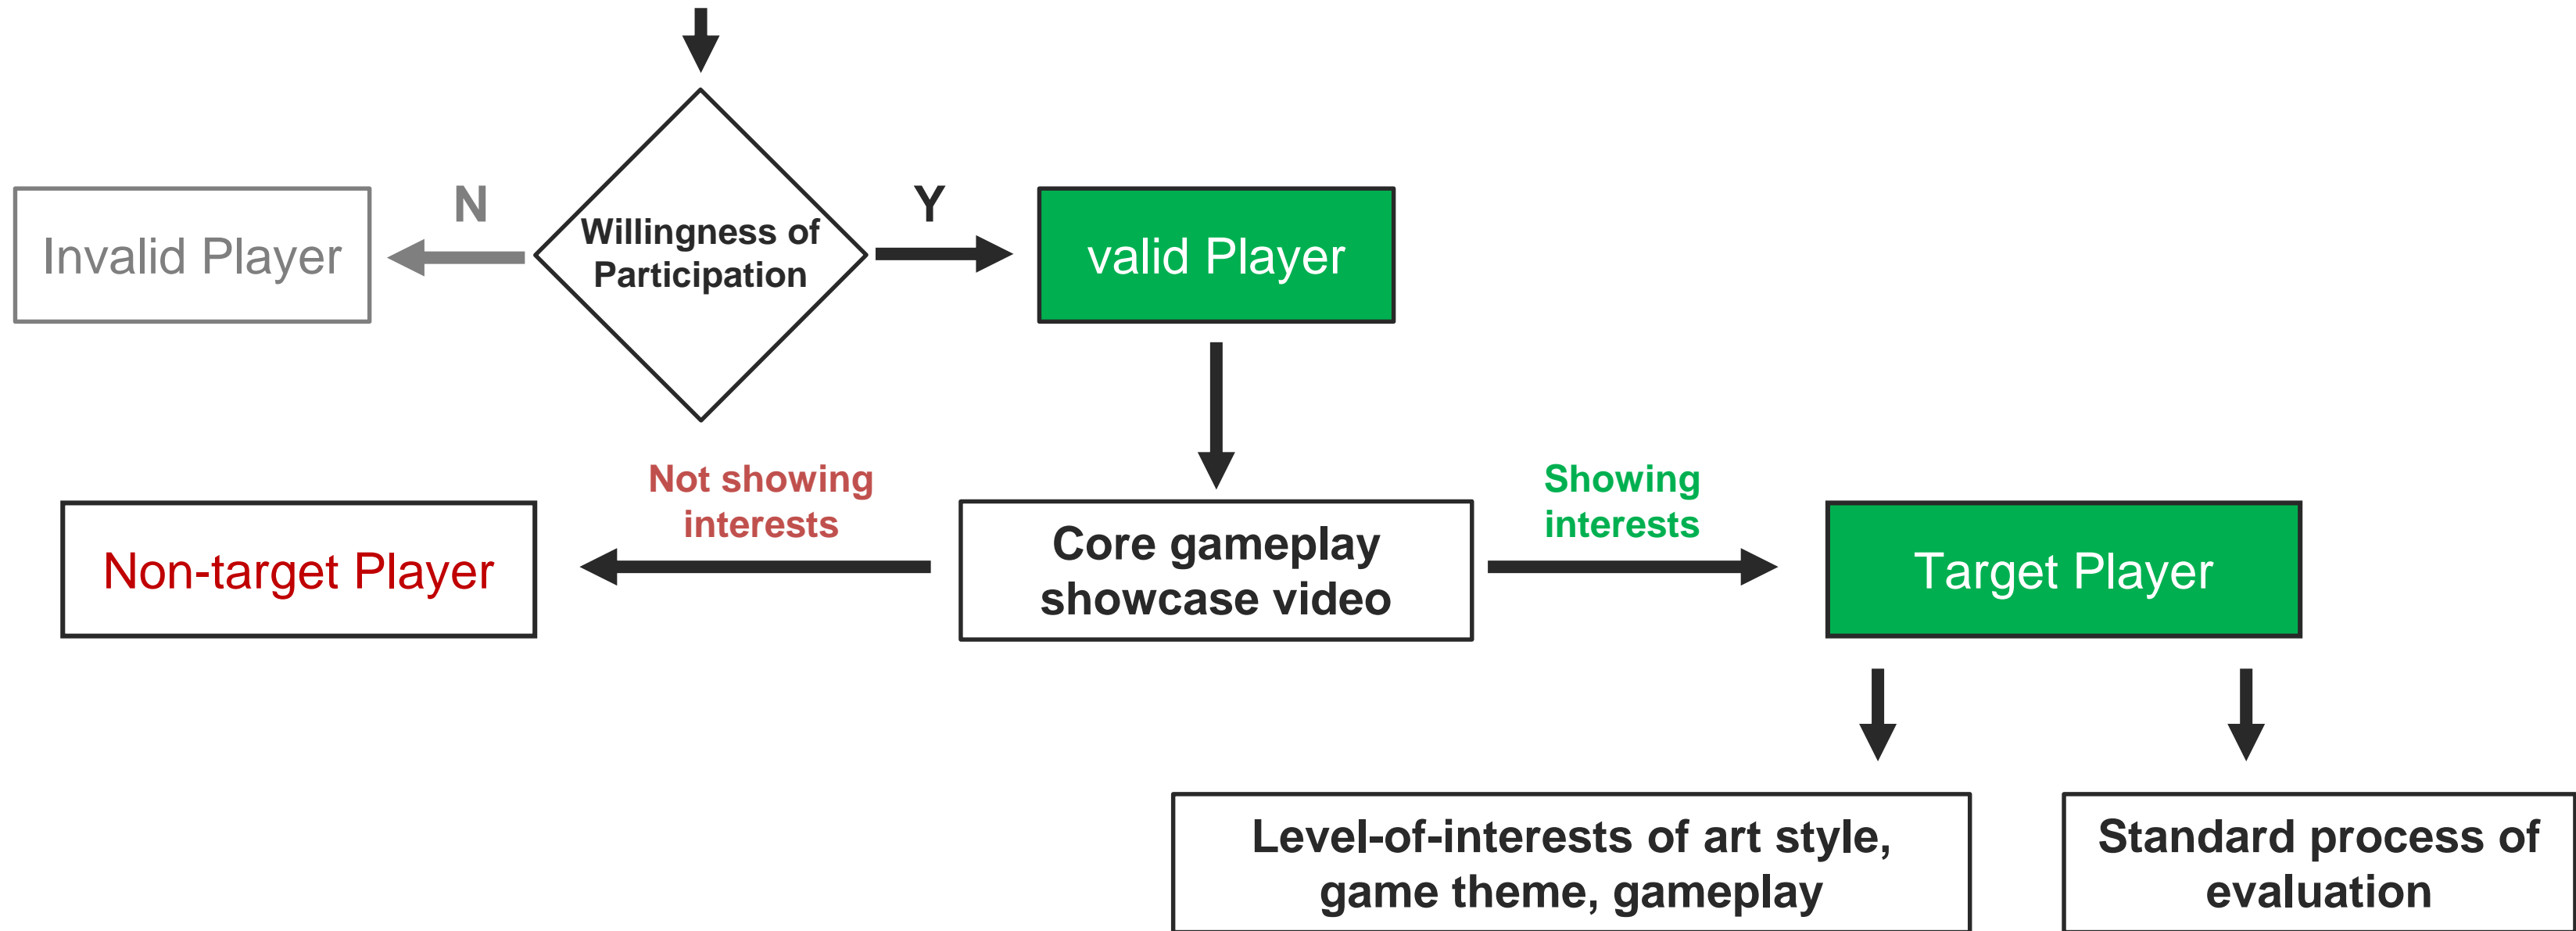 N
Y
Invalid Player
Willingness of
Participation
valid Player
Not showing
interests
Showing
interests
Non-target Player
Core gameplay
showcase video
Target Player
Level-of-interests of art style,
game theme, gameplay
Standard process of
evaluation